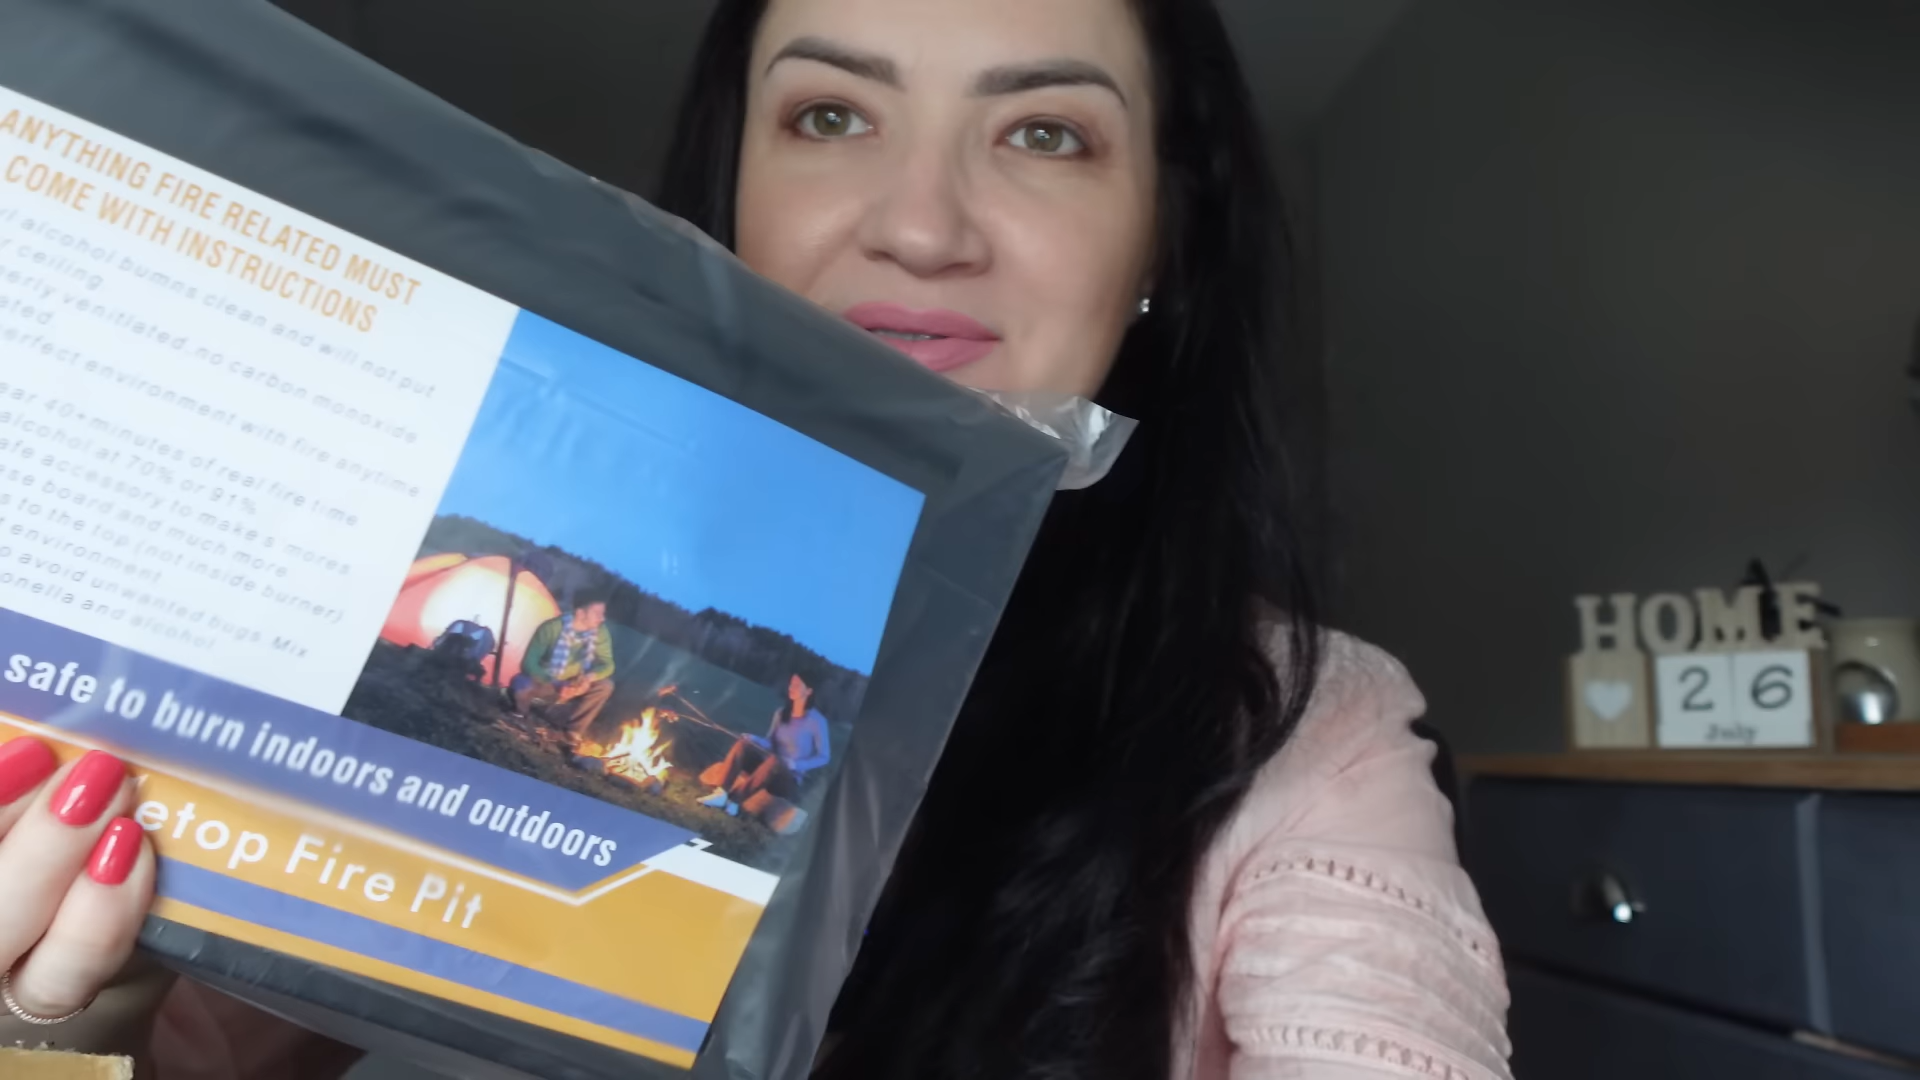 ANYTHING FIRE RELATED MUST
COME WITH INSTRUCTIONS
alcohol burnns clean and will not put
ceiling
venitlated, no carbon monoxide
environment with fire anytime
40+minutes of real fire time
alcohol at 70% or 91%
accessory to make s'mores
board and much more
to the top (not inside burner)
environment
avoid unwanted bugs. Mix
and alcohol
safe to burn indoors and outdoors
etop Fire Pit
HOME
26
July